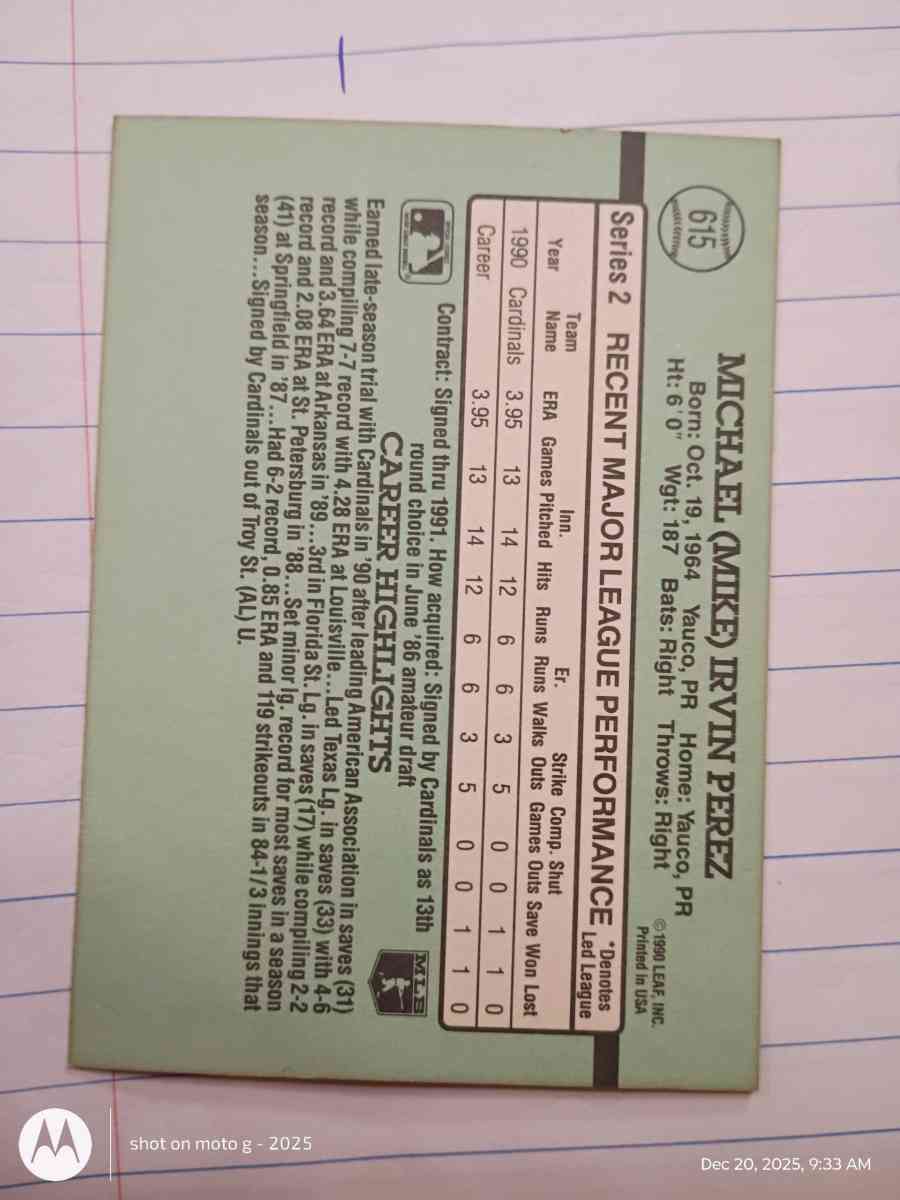 615
MICHAEL (MIKE) IRVIN PEREZ
Born: Oct. 19, 1964 Yauco, PR Home: Yauco, PR
Ht: 6'0" Wgt: 187 Bats: Right Throws: Right
©1990 LEAF, INC.
Printed in USA
Series 2 RECENT MAJOR LEAGUE PERFORMANCE *Denotes Led League
Team Inn. Er. Strike Comp. Shut
Year Name ERA Games Pitched Hits Runs Runs Walks Outs Games Outs Save Won Lost
1990 Cardinals 3.95 13 14 12 6 6 3 5 0 0 1 1 0
Career 3.95 13 14 12 6 6 3 5 0 0 1 1 0
Contract: Signed thru 1991. How acquired: Signed by Cardinals as 13th
round choice in June '86 amateur draft
MLB
CAREER HIGHLIGHTS
Earned late-season trial with Cardinals in '90 after leading American Association in saves (31)
while compiling 7-7 record with 4.28 ERA at Louisville...Led Texas Lg. in saves (33) with 4-6
record and 3.64 ERA at Arkansas in '89...3rd in Florida St. Lg. in saves (17) while compiling 2-2
record and 2.08 ERA at St. Petersburg in '88...Set minor lg. record for most saves in a season
(41) at Springfield in '87...Had 6-2 record, 0.85 ERA and 119 strikeouts in 84-1/3 innings that
season...Signed by Cardinals out of Troy St. (AL) U.
shot on moto g - 2025
Dec 20, 2025, 9:33 AM